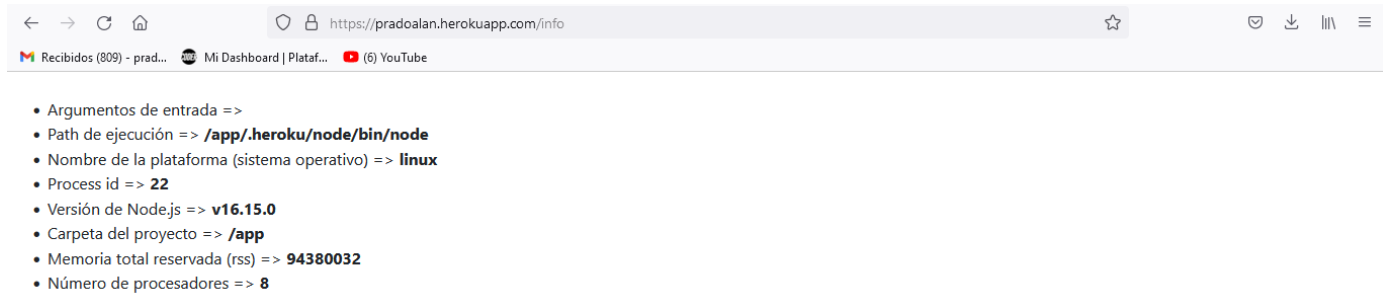 https://pradoalan.herokuapp.com/info
Recibidos (809) - prad... Mi Dashboard | Plataf... (6) YouTube
• Argumentos de entrada =>
• Path de ejecución => /app/.heroku/node/bin/node
• Nombre de la plataforma (sistema operativo) => linux
• Process id => 22
• Versión de Node.js => v16.15.0
• Carpeta del proyecto => /app
• Memoria total reservada (rss) => 94380032
• Número de procesadores => 8